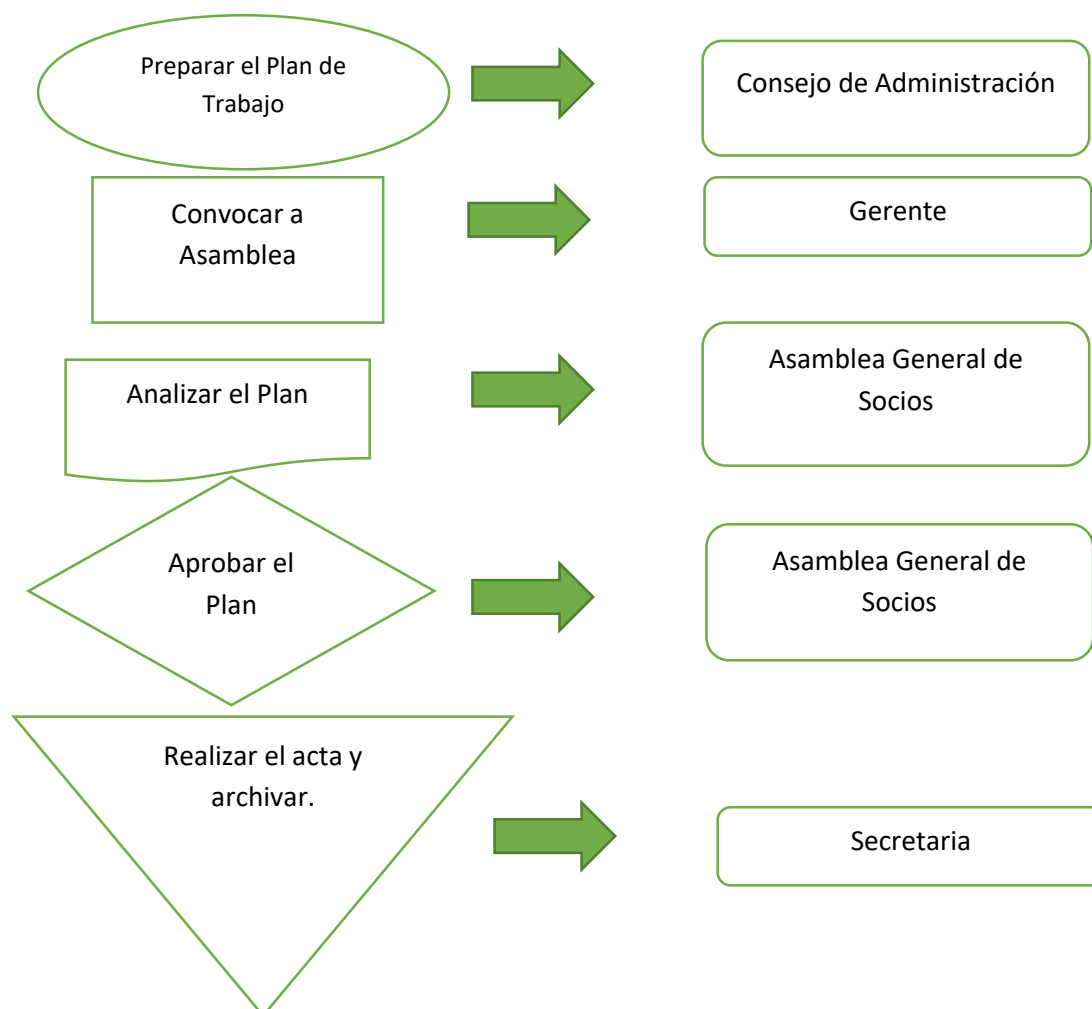 Preparar el Plan de
Trabajo
Consejo de Administración
Convocar a
Asamblea
Gerente
Analizar el Plan
Asamblea General de
Socios
Aprobar el
Plan
Asamblea General de
Socios
Realizar el acta y
archivar.
Secretaria